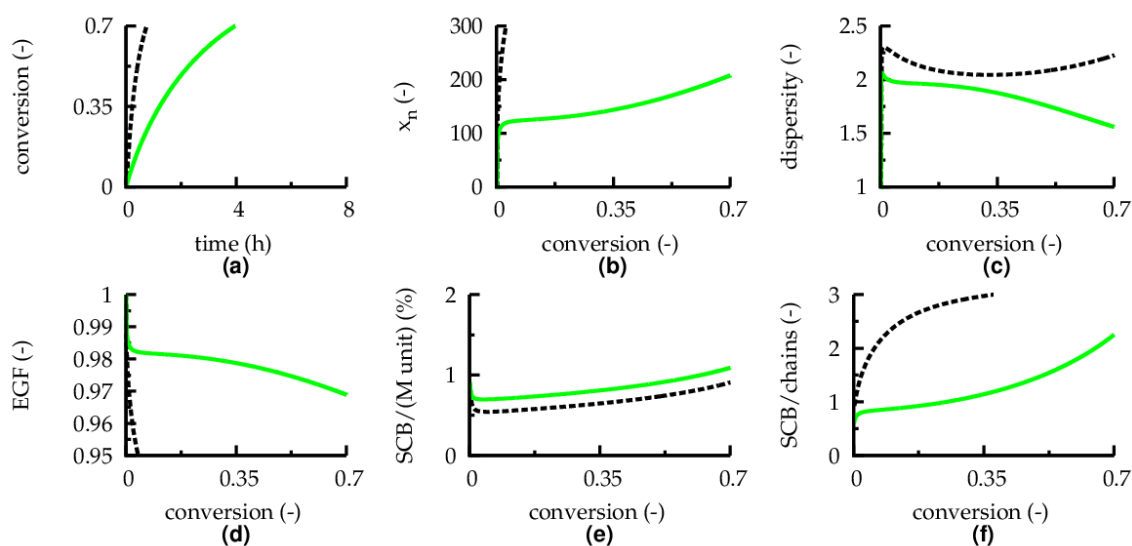 conversion (-)
0.7
0.35
0
0
4
8
time (h)
(a)
x_n (-)
300
200
100
0
0
0.35
0.7
conversion (-)
(b)
dispersity (-)
2.5
2
1.5
1
0
0.35
0.7
conversion (-)
(c)
EGF (-)
1
0.99
0.98
0.97
0.96
0.95
0
0.35
0.7
conversion (-)
(d)
SCB/(M unit) (%)
2
1
0
0
0.35
0.7
conversion (-)
(e)
SCB/chains (-)
3
2
1
0
0
0.35
0.7
conversion (-)
(f)